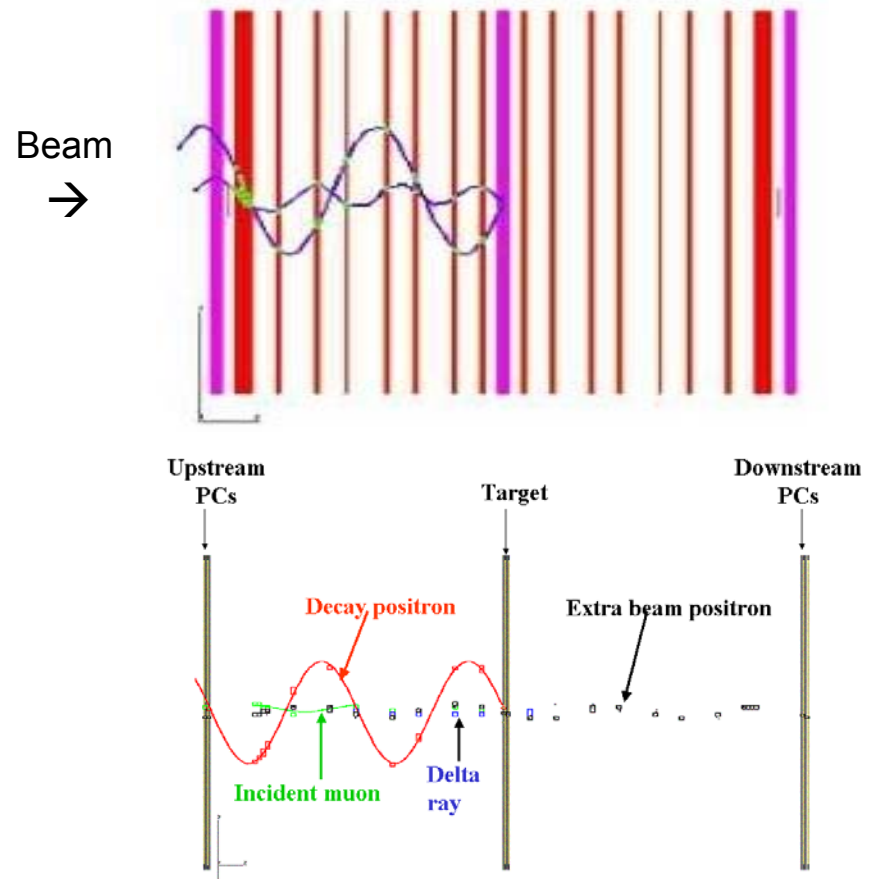 Beam
→
Upstream
PCs
Target
Downstream
PCs
Decay positron
Extra beam positron
Incident muon
Delta
ray